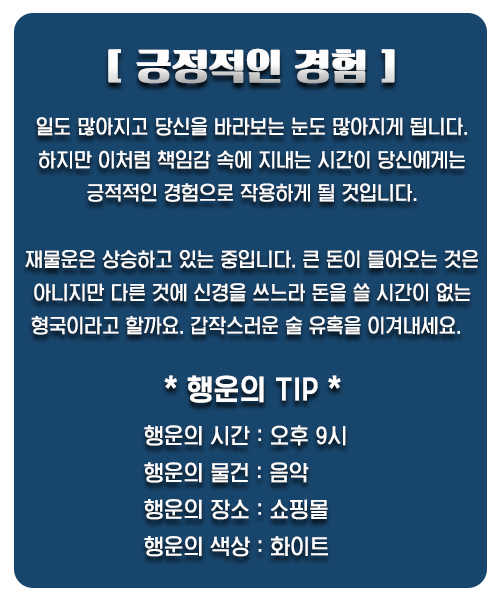 [ 긍정적인 경험 ]
일도 많아지고 당신을 바라보는 눈도 많아지게 됩니다.
하지만 이처럼 책임감 속에 지내는 시간이 당신에게는
긍적적인 경험으로 작용하게 될 것입니다.
재물운은 상승하고 있는 중입니다. 큰 돈이 들어오는 것은
아니지만 다른 것에 신경을 쓰느라 돈을 쓸 시간이 없는
형국이라고 할까요. 갑작스러운 술 유혹을 이겨내세요.
* 행운의 TIP *
행운의 시간 : 오후 9시
행운의 물건 : 음악
행운의 장소 : 쇼핑몰
행운의 색상 : 화이트